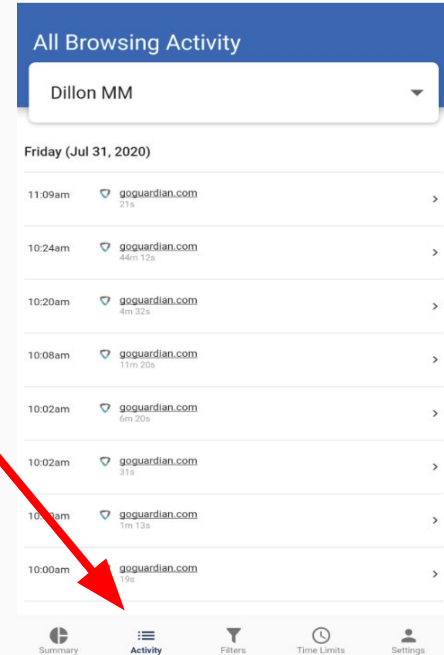 All Browsing Activity
Dillon MM
Friday (Jul 31, 2020)
11:09am goguardian.com
21s
10:24am goguardian.com
44m 12s
10:20am goguardian.com
4m 32s
10:08am goguardian.com
11m 20s
10:02am goguardian.com
6m 20s
10:02am goguardian.com
31s
goguardian.com
1m 13s
10:00am goguardian.com
19s
Summary Activity Filters Time Limits Settings